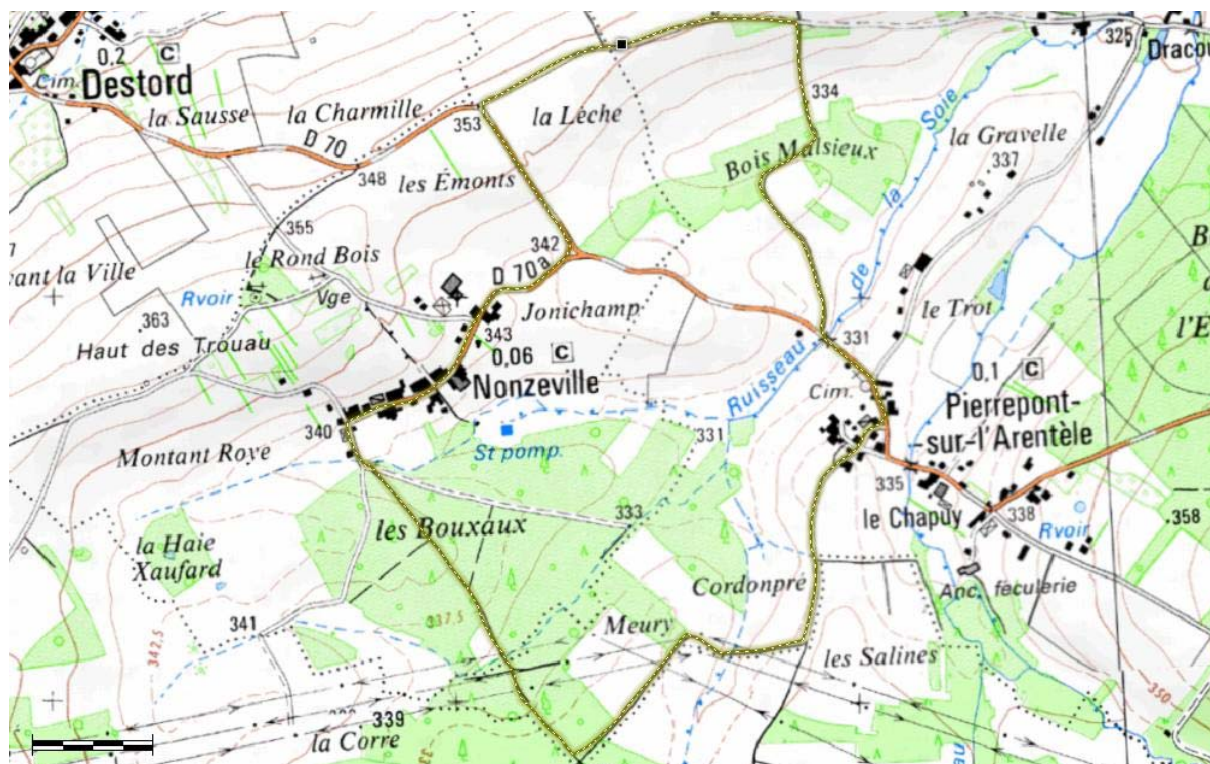 0,2 C
325
Cim.
Destord
Dracou
la Sausse
la Charmille
353
la Lèche
334
Soie
la
de
la Gravelle
337
D 70
348
les Émonts
Bois Malsieux
355
342
le Rond Bois
D 70a
ant la Ville
Rvoir
Vge
Jonichamp
le Trot
363
Haut des Trouau
343
0,06 C
Nonzeville
331
Ruisseau
Cim.
0,1 C
Pierrepont-
sur-l'Arentèle
340
331
Montant Roye
St pomp.
335
le Chapuy
338
Rvoir
358
les Bouxaux
333
la Haie
Xaufard
Cordonpré
Anc. féculerie
341
337,5
342,5
Meury
les Salines
350
339
la Corre